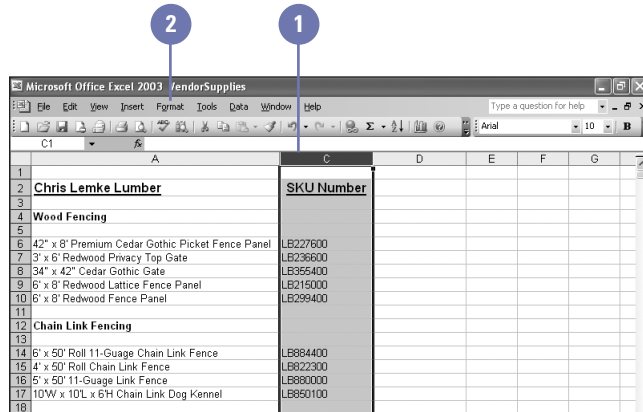 2 1
Microsoft Office Excel 2003 VendorSupplies
File Edit View Insert Format Tools Data Window Help Type a question for help
Arial 10 B
C1 fx
A C D E F G
1
2 Chris Lemke Lumber SKU Number
3
4 Wood Fencing
5
6 42" x 8' Premium Cedar Gothic Picket Fence Panel LB227600
7 3' x 6' Redwood Privacy Top Gate LB236600
8 34" x 42" Cedar Gothic Gate LB355400
9 6' x 8' Redwood Lattice Fence Panel LB215000
10 6' x 8' Redwood Fence Panel LB299400
11
12 Chain Link Fencing
13
14 6' x 50' Roll 11-Guage Chain Link Fence LB884400
15 4' x 50' Roll Chain Link Fence LB822300
16 5' x 50' 11-Guage Link Fence LB880000
17 10'W x 10'L x 6'H Chain Link Dog Kennel LB850100
18